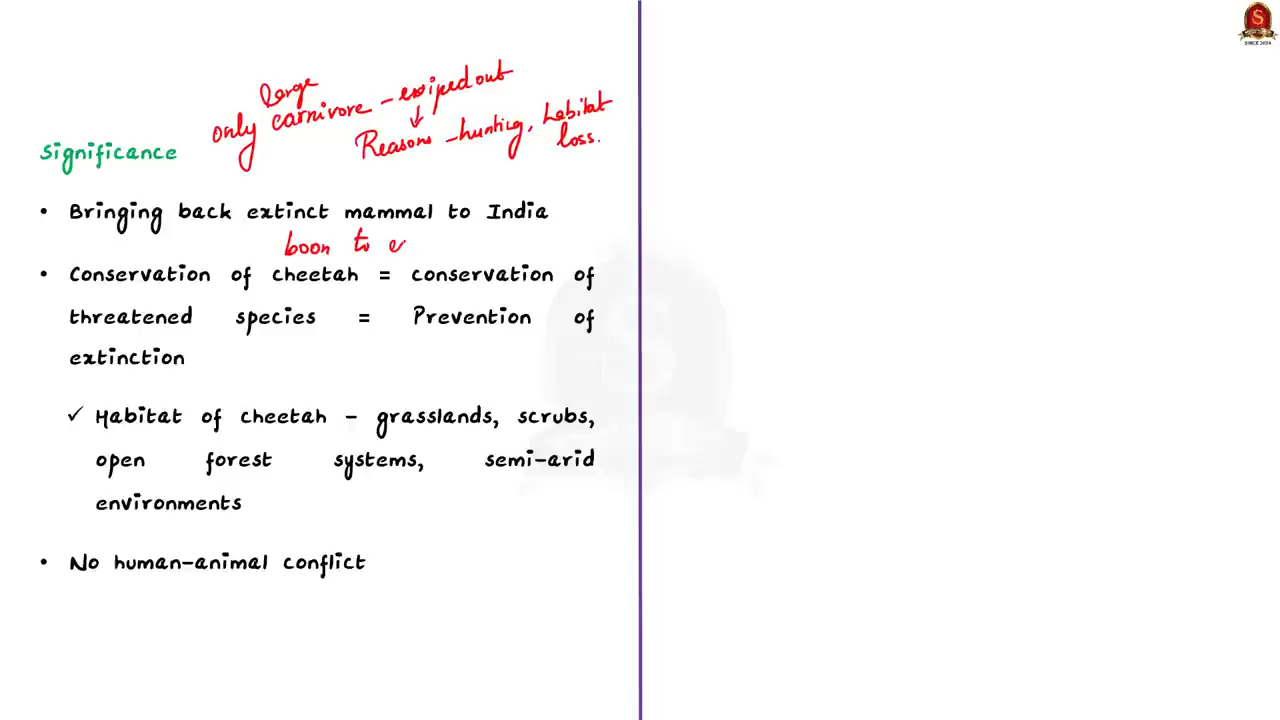 large
only carnivore - wiped out
↓
Reasons - hunting, habitat
loss.
Significance
• Bringing back extinct mammal to India
boon to e
• Conservation of cheetah = conservation of
threatened species = Prevention of
extinction
✓ Habitat of cheetah - grasslands, scrubs,
open forest systems, semi-arid
environments
• No human-animal conflict
S
SINCE 2004